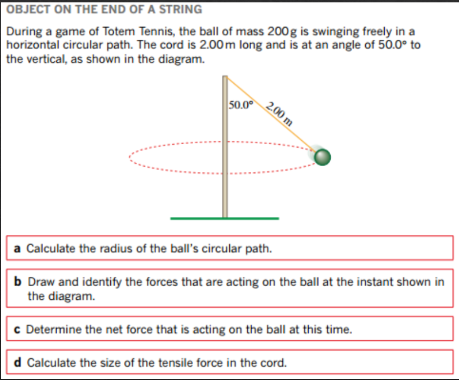 OBJECT ON THE END OF A STRING
During a game of Totem Tennis, the ball of mass 200 g is swinging freely in a
horizontal circular path. The cord is 2.00 m long and is at an angle of 50.0° to
the vertical, as shown in the diagram.
50.0°
2.00 m
a Calculate the radius of the ball's circular path.
b Draw and identify the forces that are acting on the ball at the instant shown in
the diagram.
c Determine the net force that is acting on the ball at this time.
d Calculate the size of the tensile force in the cord.